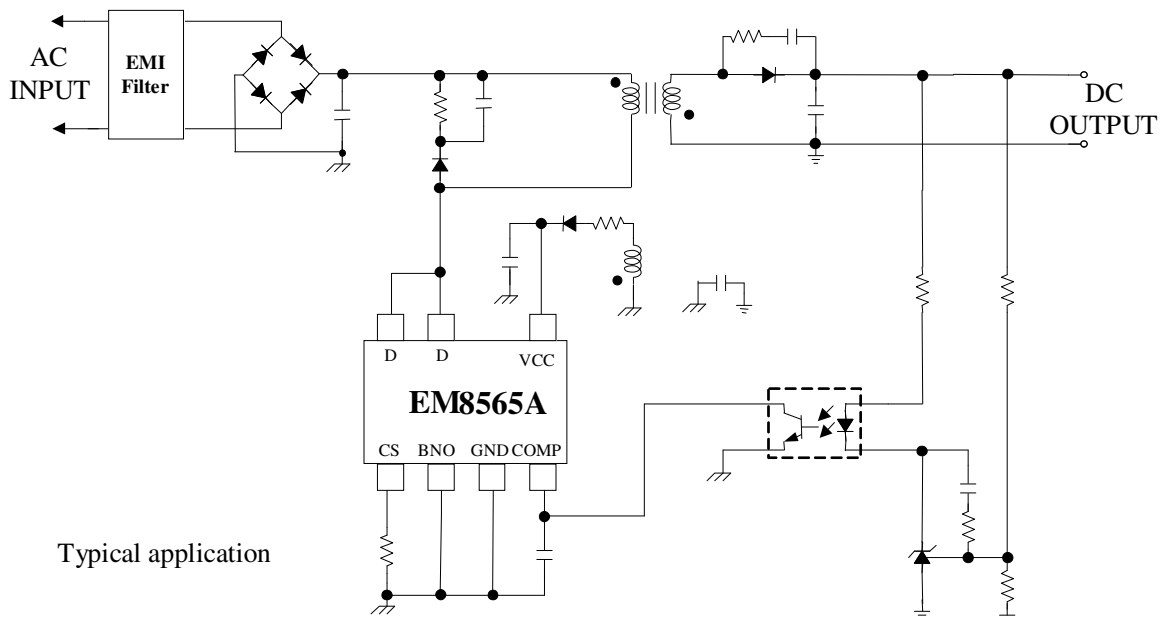 AC
INPUT
EMI
Filter
DC
OUTPUT
D
D
VCC
EM8565A
CS
BNO
GND
COMP
Typical application